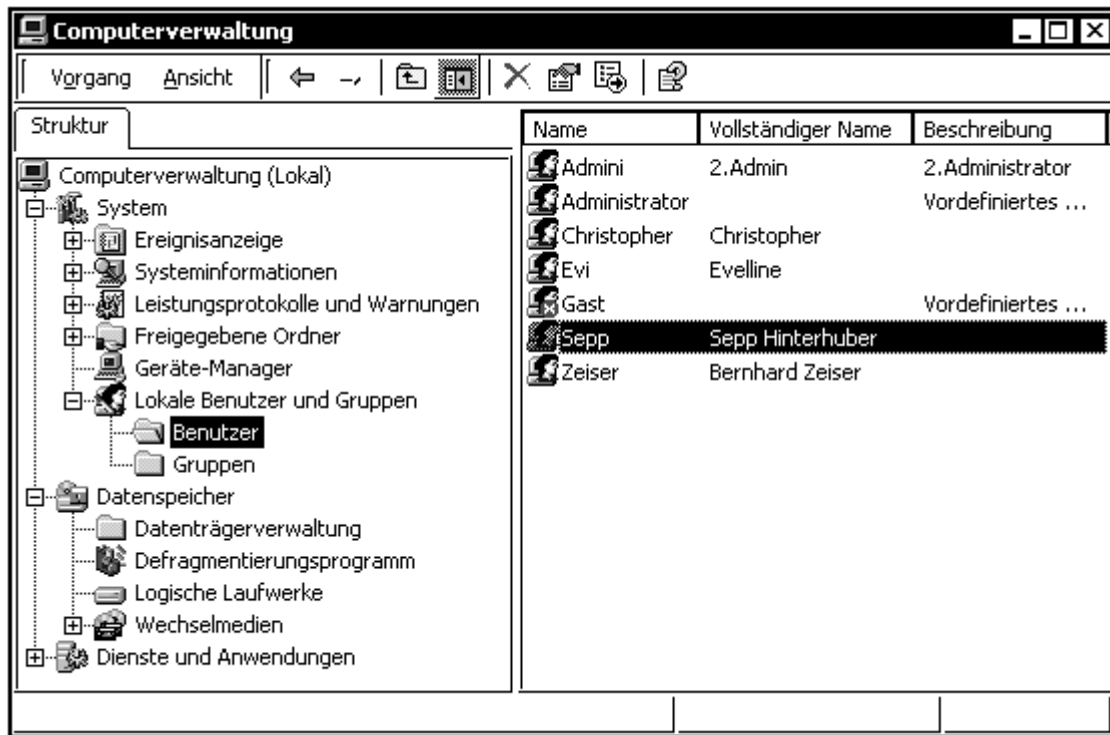 Computerverwaltung
Vorgang Ansicht
Struktur
Computerverwaltung (Lokal)
System
Ereignisanzeige
Systeminformationen
Leistungsprotokolle und Warnungen
Freigegebene Ordner
Geräte-Manager
Lokale Benutzer und Gruppen
Benutzer
Gruppen
Datenspeicher
Datenträgerverwaltung
Defragmentierungsprogramm
Logische Laufwerke
Wechselmedien
Dienste und Anwendungen
Name Vollständiger Name Beschreibung
Admini 2.Admin 2.Administrator
Administrator Vordefiniertes ...
Christopher Christopher
Evi Evelline
Gast Vordefiniertes ...
Sepp Sepp Hinterhuber
Zeiser Bernhard Zeiser